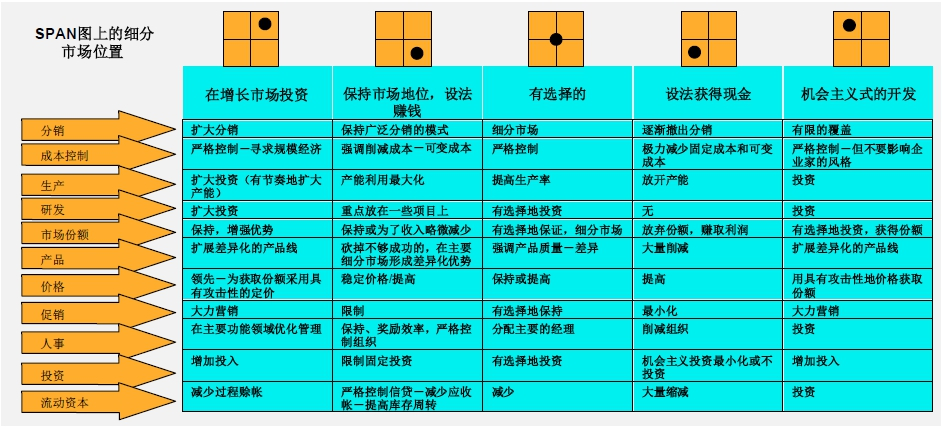 SPAN图上的细分
市场位置
在增长市场投资
保持市场地位，设法
赚钱
有选择的
设法获得现金
机会主义式的开发
分销
扩大分销
保持广泛分销的模式
细分市场
逐渐撤出分销
有限的覆盖
成本控制
严格控制－寻求规模经济
强调削减成本－可变成本
严格控制
极力减少固定成本和可变
成本
严格控制－但不要影响企
业家的风格
生产
扩大投资（有节奏地扩大
产能）
产能利用最大化
提高生产率
放开产能
投资
研发
扩大投资
重点放在一些项目上
有选择地投资
无
投资
市场份额
保持，增强优势
保持或为了收入略微减少
有选择地保证，细分市场
放弃份额，赚取利润
有选择地投资，获得份额
产品
扩展差异化的产品线
砍掉不够成功的，在主要
细分市场形成差异化优势
强调产品质量－差异
大量削减
扩展差异化的产品线
价格
领先－为获取份额采用具
有攻击性的定价
稳定价格/提高
保持或提高
提高
用具有攻击性地价格获取
份额
促销
大力营销
限制
有选择地保持
最小化
大力营销
人事
在主要功能领域优化管理
保持、奖励效率，严格控
制组织
分配主要的经理
削减组织
投资
投资
增加投入
限制固定投资
有选择地投资
机会主义投资最小化或不
投资
增加投入
流动资本
减少过程赊帐
严格控制信贷－减少应收
帐－提高库存周转
减少
大量缩减
投资